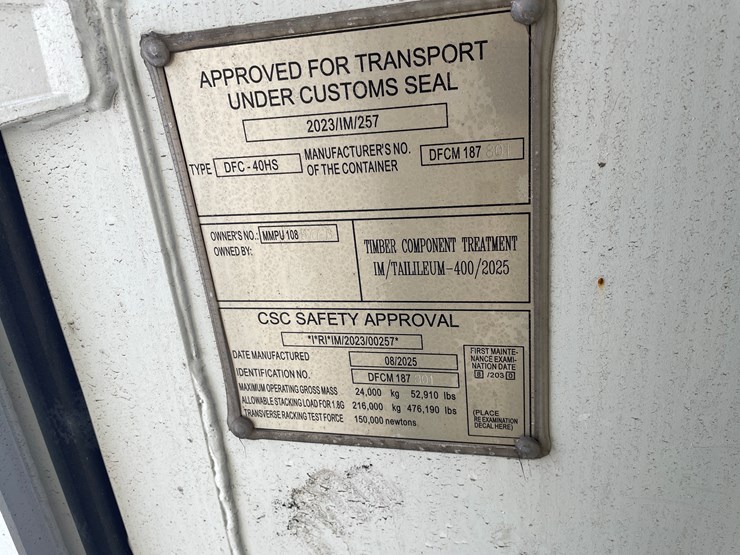 APPROVED FOR TRANSPORT
UNDER CUSTOMS SEAL
2023/IM/257
TYPE DFC - 40HS
MANUFACTURER'S NO.
OF THE CONTAINER
DFCM 187
OWNER'S NO.: MMPU 108
OWNED BY:
TIMBER COMPONENT TREATMENT
IM/TAILILEUM-400/2025
CSC SAFETY APPROVAL
"I*RI*IM/2023/00257*
DATE MANUFACTURED 08/2025
IDENTIFICATION NO. DFCM 187
MAXIMUM OPERATING GROSS MASS 24,000 kg 52,910 lbs
ALLOWABLE STACKING LOAD FOR 1.8G 216,000 kg 476,190 lbs
TRANSVERSE RACKING TEST FORCE 150,000 newtons
FIRST MAINTE-
NANCE EXAMI-
NATION DATE
8 /203 0
(PLACE
RE EXAMINATION
DECAL HERE)